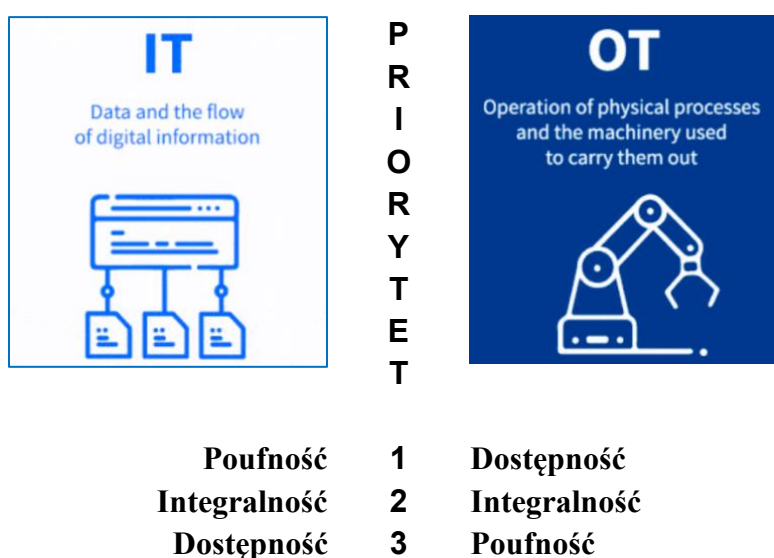 IT
Data and the flow
of digital information
P
R
I
O
R
Y
T
E
T
OT
Operation of physical processes
and the machinery used
to carry them out
Poufność 1 Dostępność
Integralność 2 Integralność
Dostępność 3 Poufność